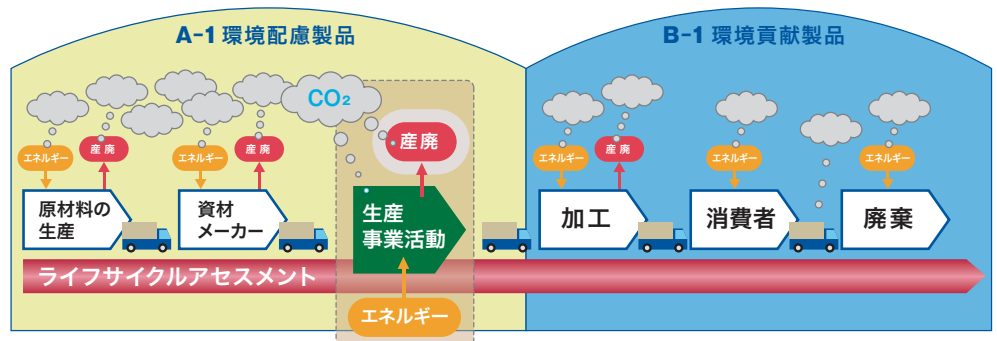 A-1 環境配慮製品
B-1 環境貢献製品
CO₂
エネルギー
産廃
エネルギー
産廃
産廃
エネルギー
産廃
エネルギー
エネルギー
原材料の
生産
資材
メーカー
生産
事業活動
加工
消費者
廃棄
ライフサイクルアセスメント
エネルギー